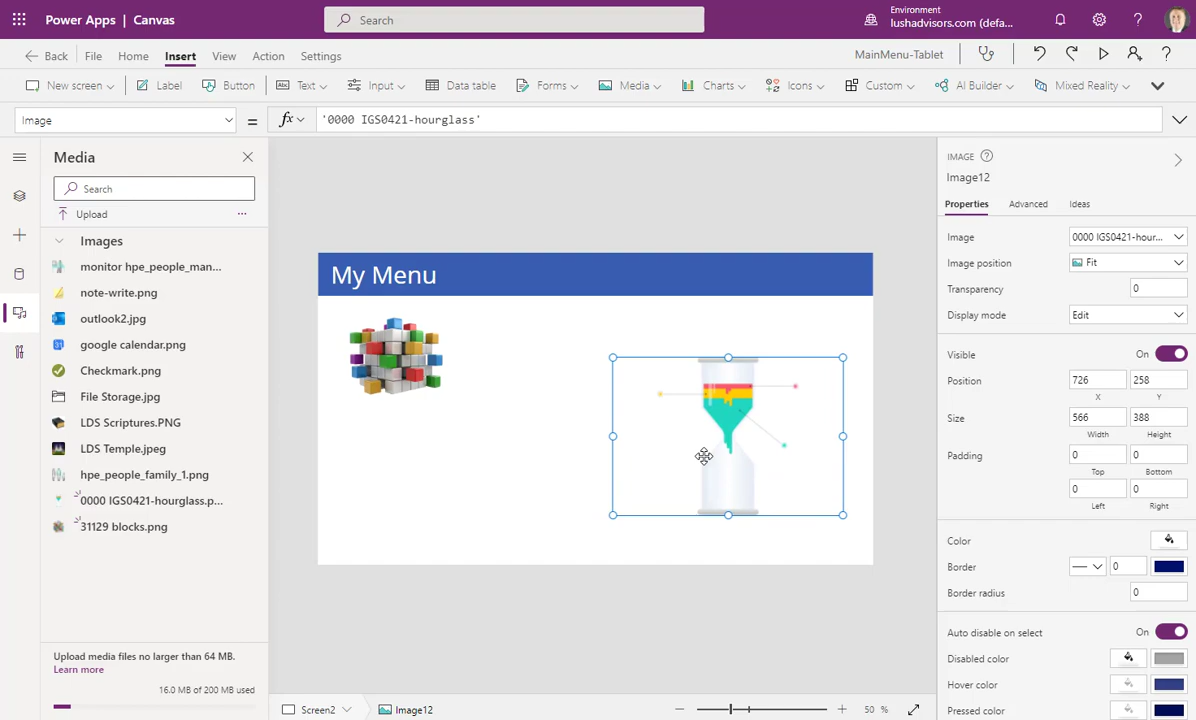 Power Apps | Canvas
Search
Environment
lushadvisors.com (defa...
Back File Home Insert View Action Settings
MainMenu-Tablet
New screen Label Button Text Input Data table Forms Media Charts Icons Custom AI Builder Mixed Reality
Image = fx '0000 IGS0421-hourglass'
Media
Search
Upload ...
Images
monitor hpe_people_man...
note-write.png
outlook2.jpg
google calendar.png
Checkmark.png
File Storage.jpg
LDS Scriptures.PNG
LDS Temple.jpeg
hpe_people_family_1.png
0000 IGS0421-hourglass.p...
31129 blocks.png
Upload media files no larger than 64 MB.
Learn more
16.0 MB of 200 MB used
My Menu
Screen2 Image12
50 %
IMAGE
Image12
Properties Advanced Ideas
Image 0000 IGS0421-hour...
Image position Fit
Transparency 0
Display mode Edit
Visible On
Position 726 258
X Y
Size 566 388
Width Height
Padding 0 0
Top Bottom
0 0
Left Right
Color
Border 0
Border radius 0
Auto disable on select On
Disabled color
Hover color
Pressed color